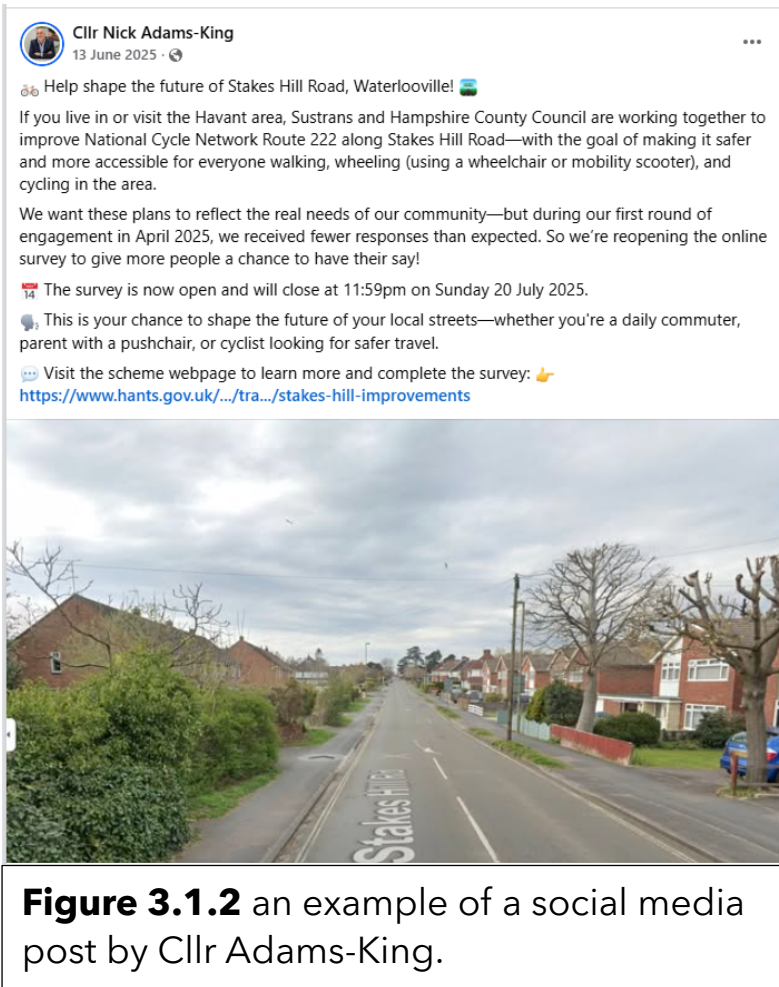 Cllr Nick Adams-King
13 June 2025 ·
🚲 Help shape the future of Stakes Hill Road, Waterlooville! 🛣️
If you live in or visit the Havant area, Sustrans and Hampshire County Council are working together to
improve National Cycle Network Route 222 along Stakes Hill Road—with the goal of making it safer
and more accessible for everyone walking, wheeling (using a wheelchair or mobility scooter), and
cycling in the area.
We want these plans to reflect the real needs of our community—but during our first round of
engagement in April 2025, we received fewer responses than expected. So we're reopening the online
survey to give more people a chance to have their say!
📅 The survey is now open and will close at 11:59pm on Sunday 20 July 2025.
🗣️ This is your chance to shape the future of your local streets—whether you're a daily commuter,
parent with a pushchair, or cyclist looking for safer travel.
💬 Visit the scheme webpage to learn more and complete the survey: 👉
https://www.hants.gov.uk/.../tra.../stakes-hill-improvements
Stakes Hill Rd
Figure 3.1.2 an example of a social media
post by Cllr Adams-King.